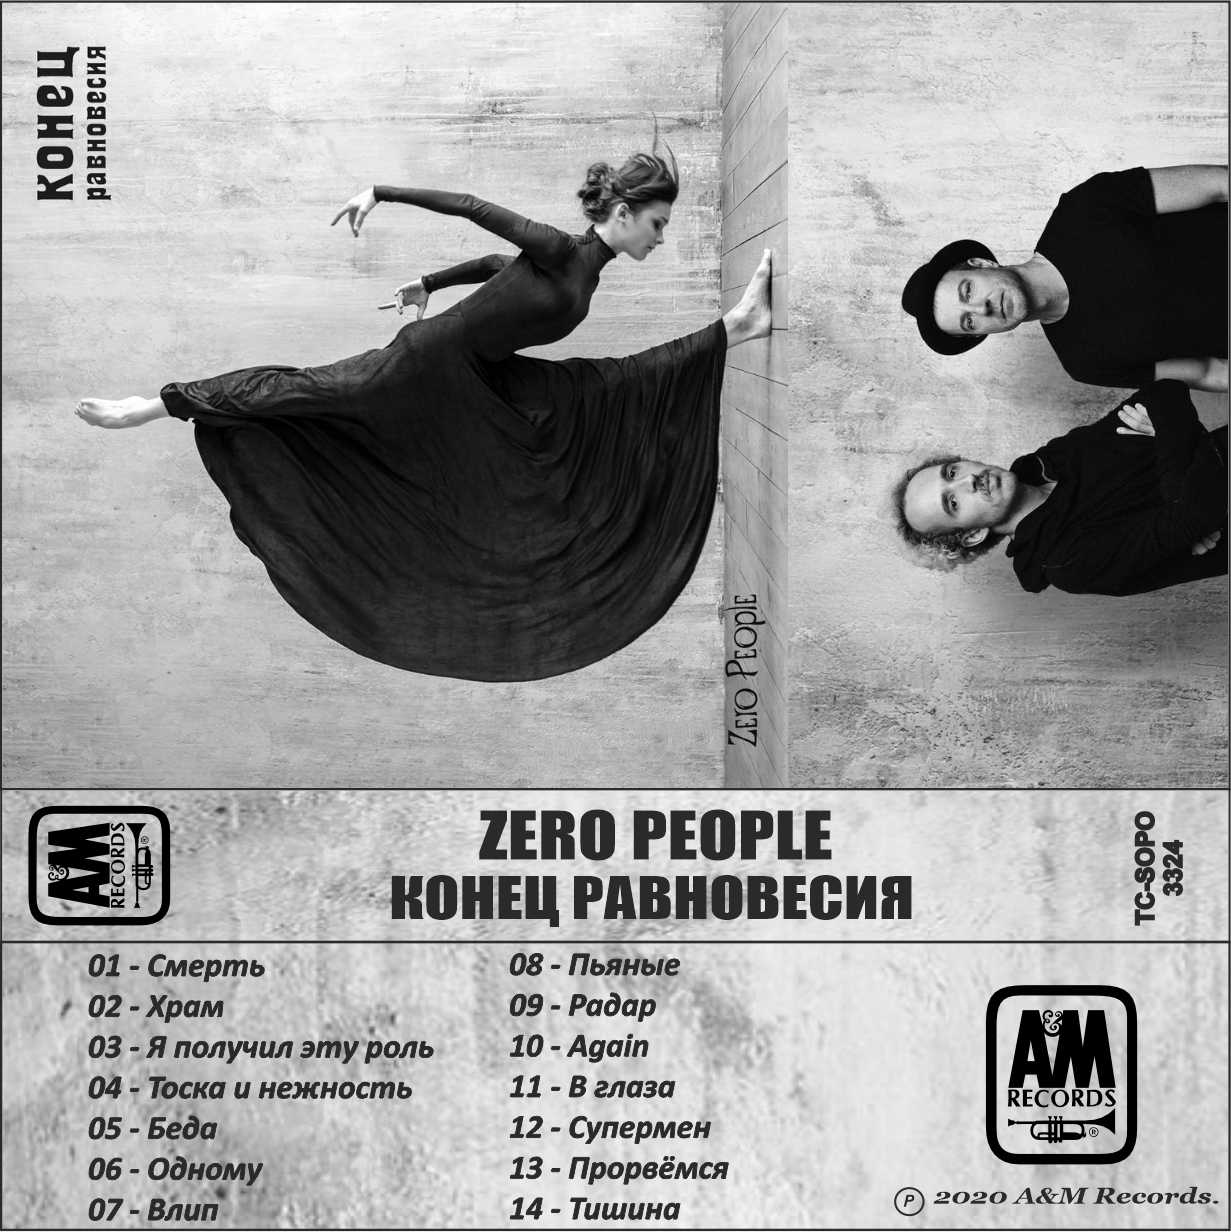 конец
равновесия
Zero People
A&M
RECORDS
®
ZERO PEOPLE
КОНЕЦ РАВНОВЕСИЯ
TC-SOPO
3324
01 - Смерть
02 - Храм
03 - Я получил эту роль
04 - Тоска и нежность
05 - Беда
06 - Одному
07 - Влип
08 - Пьяные
09 - Радар
10 - Again
11 - В глаза
12 - Супермен
13 - Прорвёмся
14 - Тишина
A&M
RECORDS
®
℗ 2020 A&M Records.